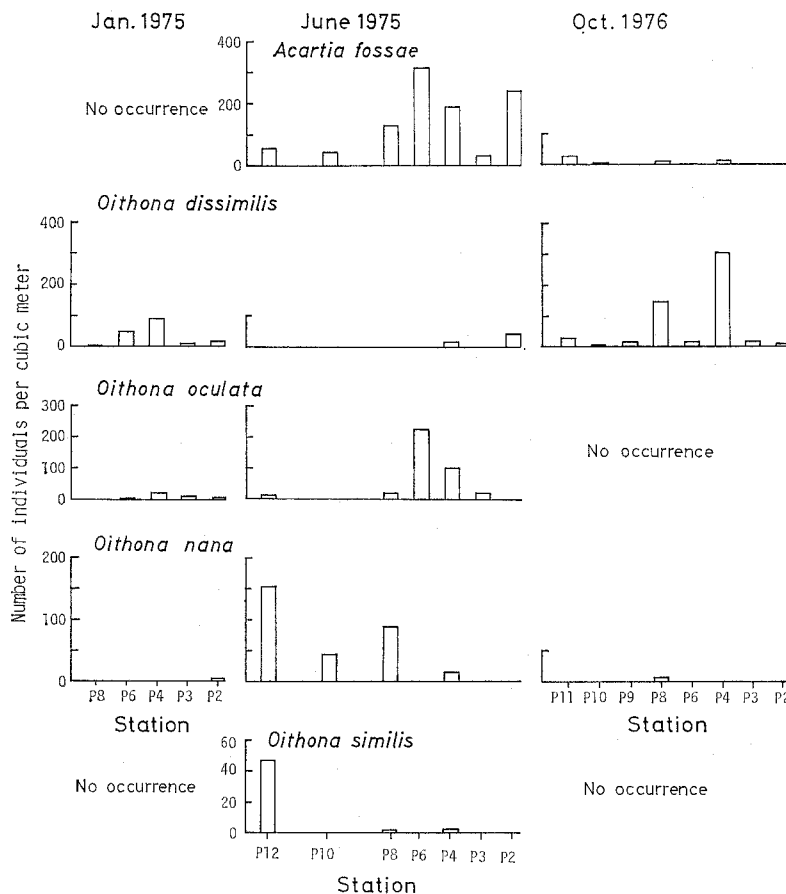 Jan. 1975 June 1975 Oct. 1976
Acartia fossae
400
200
0
No occurrence
Oithona dissimilis
400
200
0
Number of individuals per cubic meter
Oithona oculata
300
200
100
0
No occurrence
Oithona nana
200
100
0
P8 P6 P4 P3 P2
Station
P11 P10 P9 P8 P6 P4 P3 P2
Station
Oithona similis
60
40
20
0
No occurrence
No occurrence
P12 P10 P8 P6 P4 P3 P2
Station